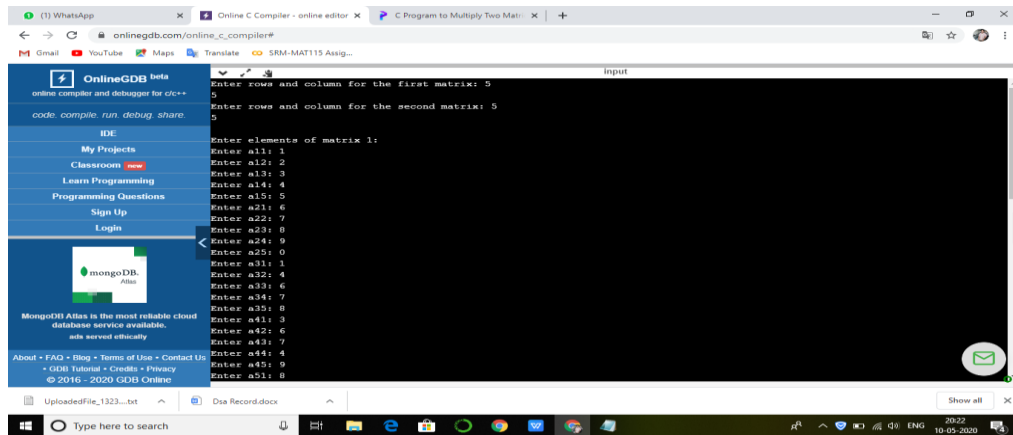 (1) WhatsApp
Online C Compiler - online editor
C Program to Multiply Two Matri
onlinegdb.com/online_c_compiler#
Gmail YouTube Maps Translate SRM-MAT115 Assig...
OnlineGDB beta
online compiler and debugger for c/c++
code. compile. run. debug. share.
IDE
My Projects
Classroom new
Learn Programming
Programming Questions
Sign Up
Login
mongoDB.
Atlas
MongoDB Atlas is the most reliable cloud
database service available.
ads served ethically
About • FAQ • Blog • Terms of Use • Contact Us
• GDB Tutorial • Credits • Privacy
© 2016 - 2020 GDB Online
input
Enter rows and column for the first matrix: 5
5
Enter rows and column for the second matrix: 5
5
Enter elements of matrix 1:
Enter a11: 1
Enter a12: 2
Enter a13: 3
Enter a14: 4
Enter a15: 5
Enter a21: 6
Enter a22: 7
Enter a23: 8
Enter a24: 9
Enter a25: 0
Enter a31: 1
Enter a32: 4
Enter a33: 6
Enter a34: 7
Enter a35: 8
Enter a41: 3
Enter a42: 6
Enter a43: 7
Enter a44: 4
Enter a45: 9
Enter a51: 8
UploadedFile_1323....txt
Dsa Record.docx
Show all
Type here to search
ENG
20:22
10-05-2020